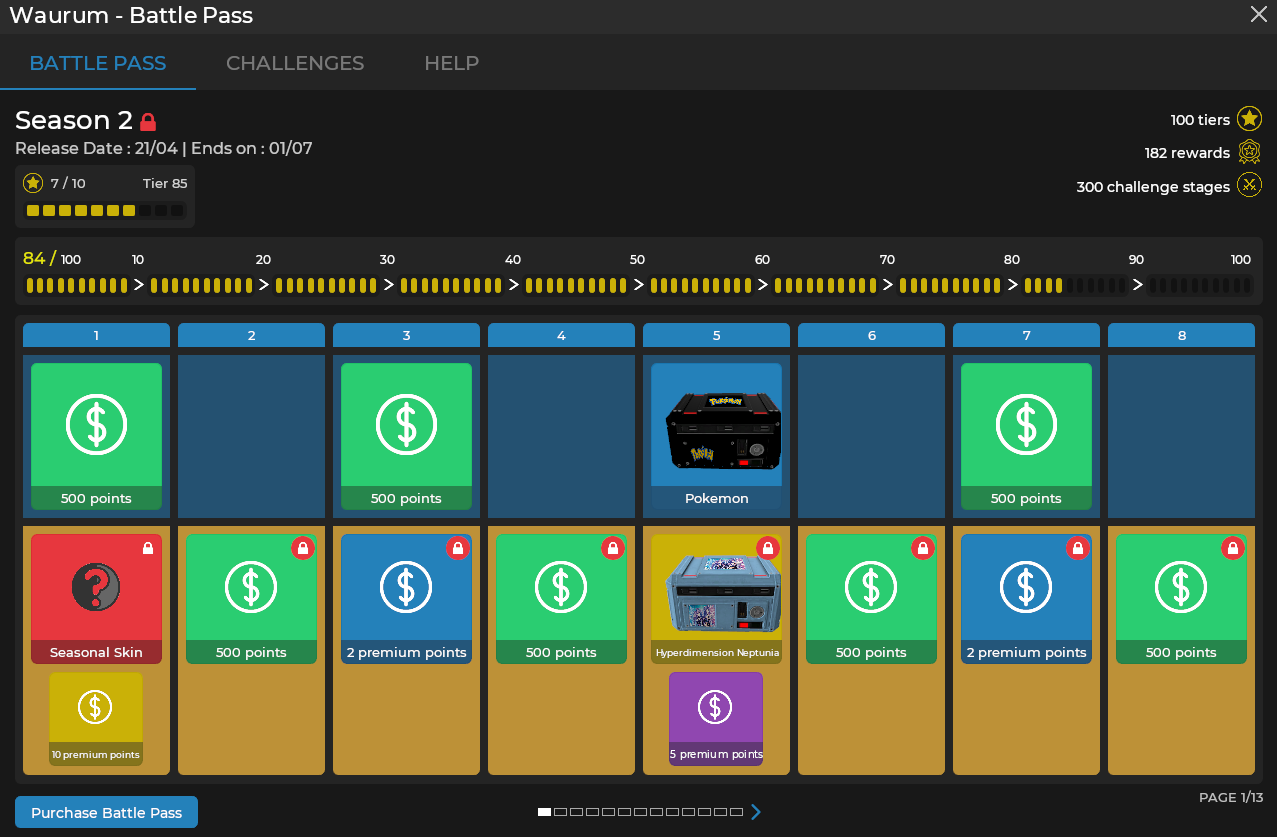 Waurum - Battle Pass
BATTLE PASS CHALLENGES HELP
Season 2
Release Date : 21/04 | Ends on : 01/07
100 tiers
182 rewards
300 challenge stages
7 / 10 Tier 85
84 / 100 10 20 30 40 50 60 70 80 90 100
1 2 3 4 5 6 7 8
Pokémon
Pokémon
500 points 500 points Pokemon 500 points
Seasonal Skin 500 points 2 premium points 500 points Hyperdimension Neptunia 500 points 2 premium points 500 points
10 premium points 5 premium points
Purchase Battle Pass
PAGE 1/13